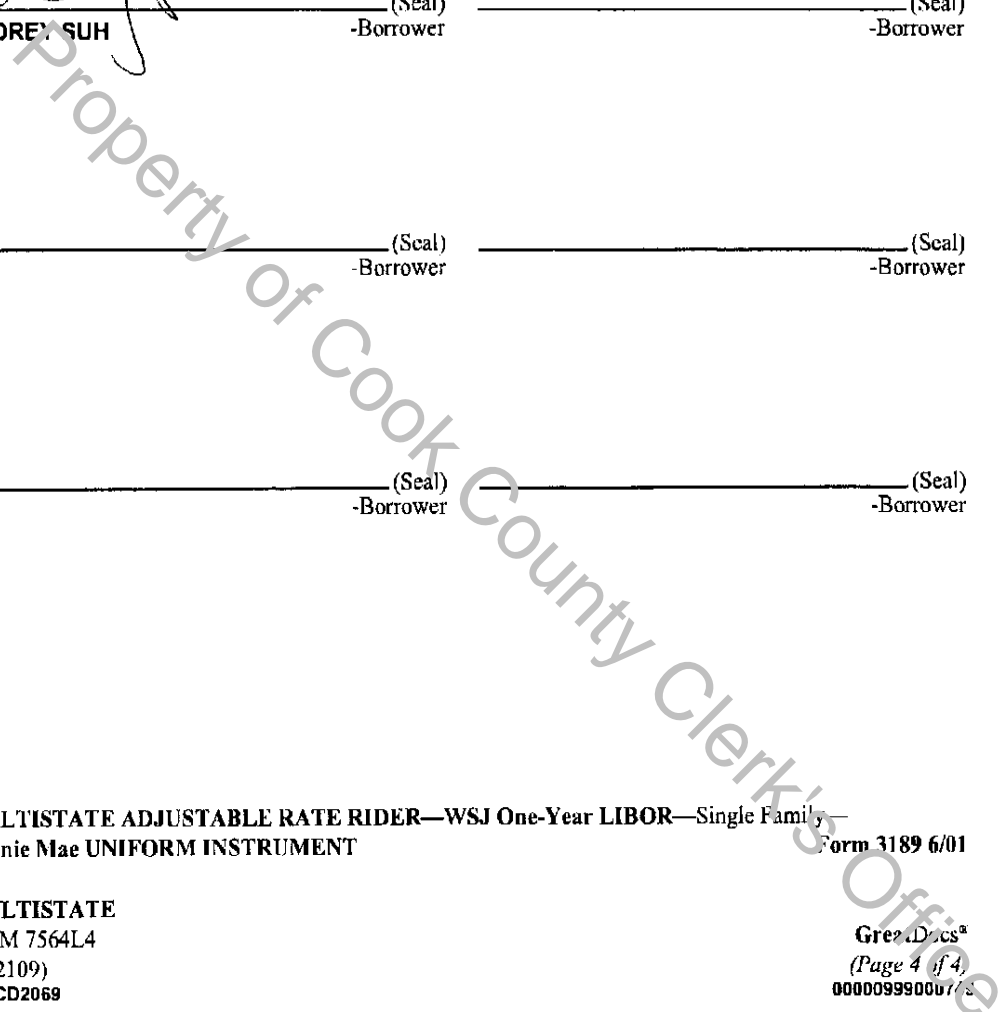 (Seal) (Seal)
OREY SUH -Borrower -Borrower
(Seal) (Seal)
-Borrower -Borrower
(Seal) (Seal)
-Borrower -Borrower
LTISTATE ADJUSTABLE RATE RIDER—WSJ One-Year LIBOR—Single Family—
nie Mae UNIFORM INSTRUMENT Form 3189 6/01
LTISTATE
M 7564L4 GreatDocs®
2109) (Page 4 of 4)
CD2069
Property of Cook County Clerk's Office